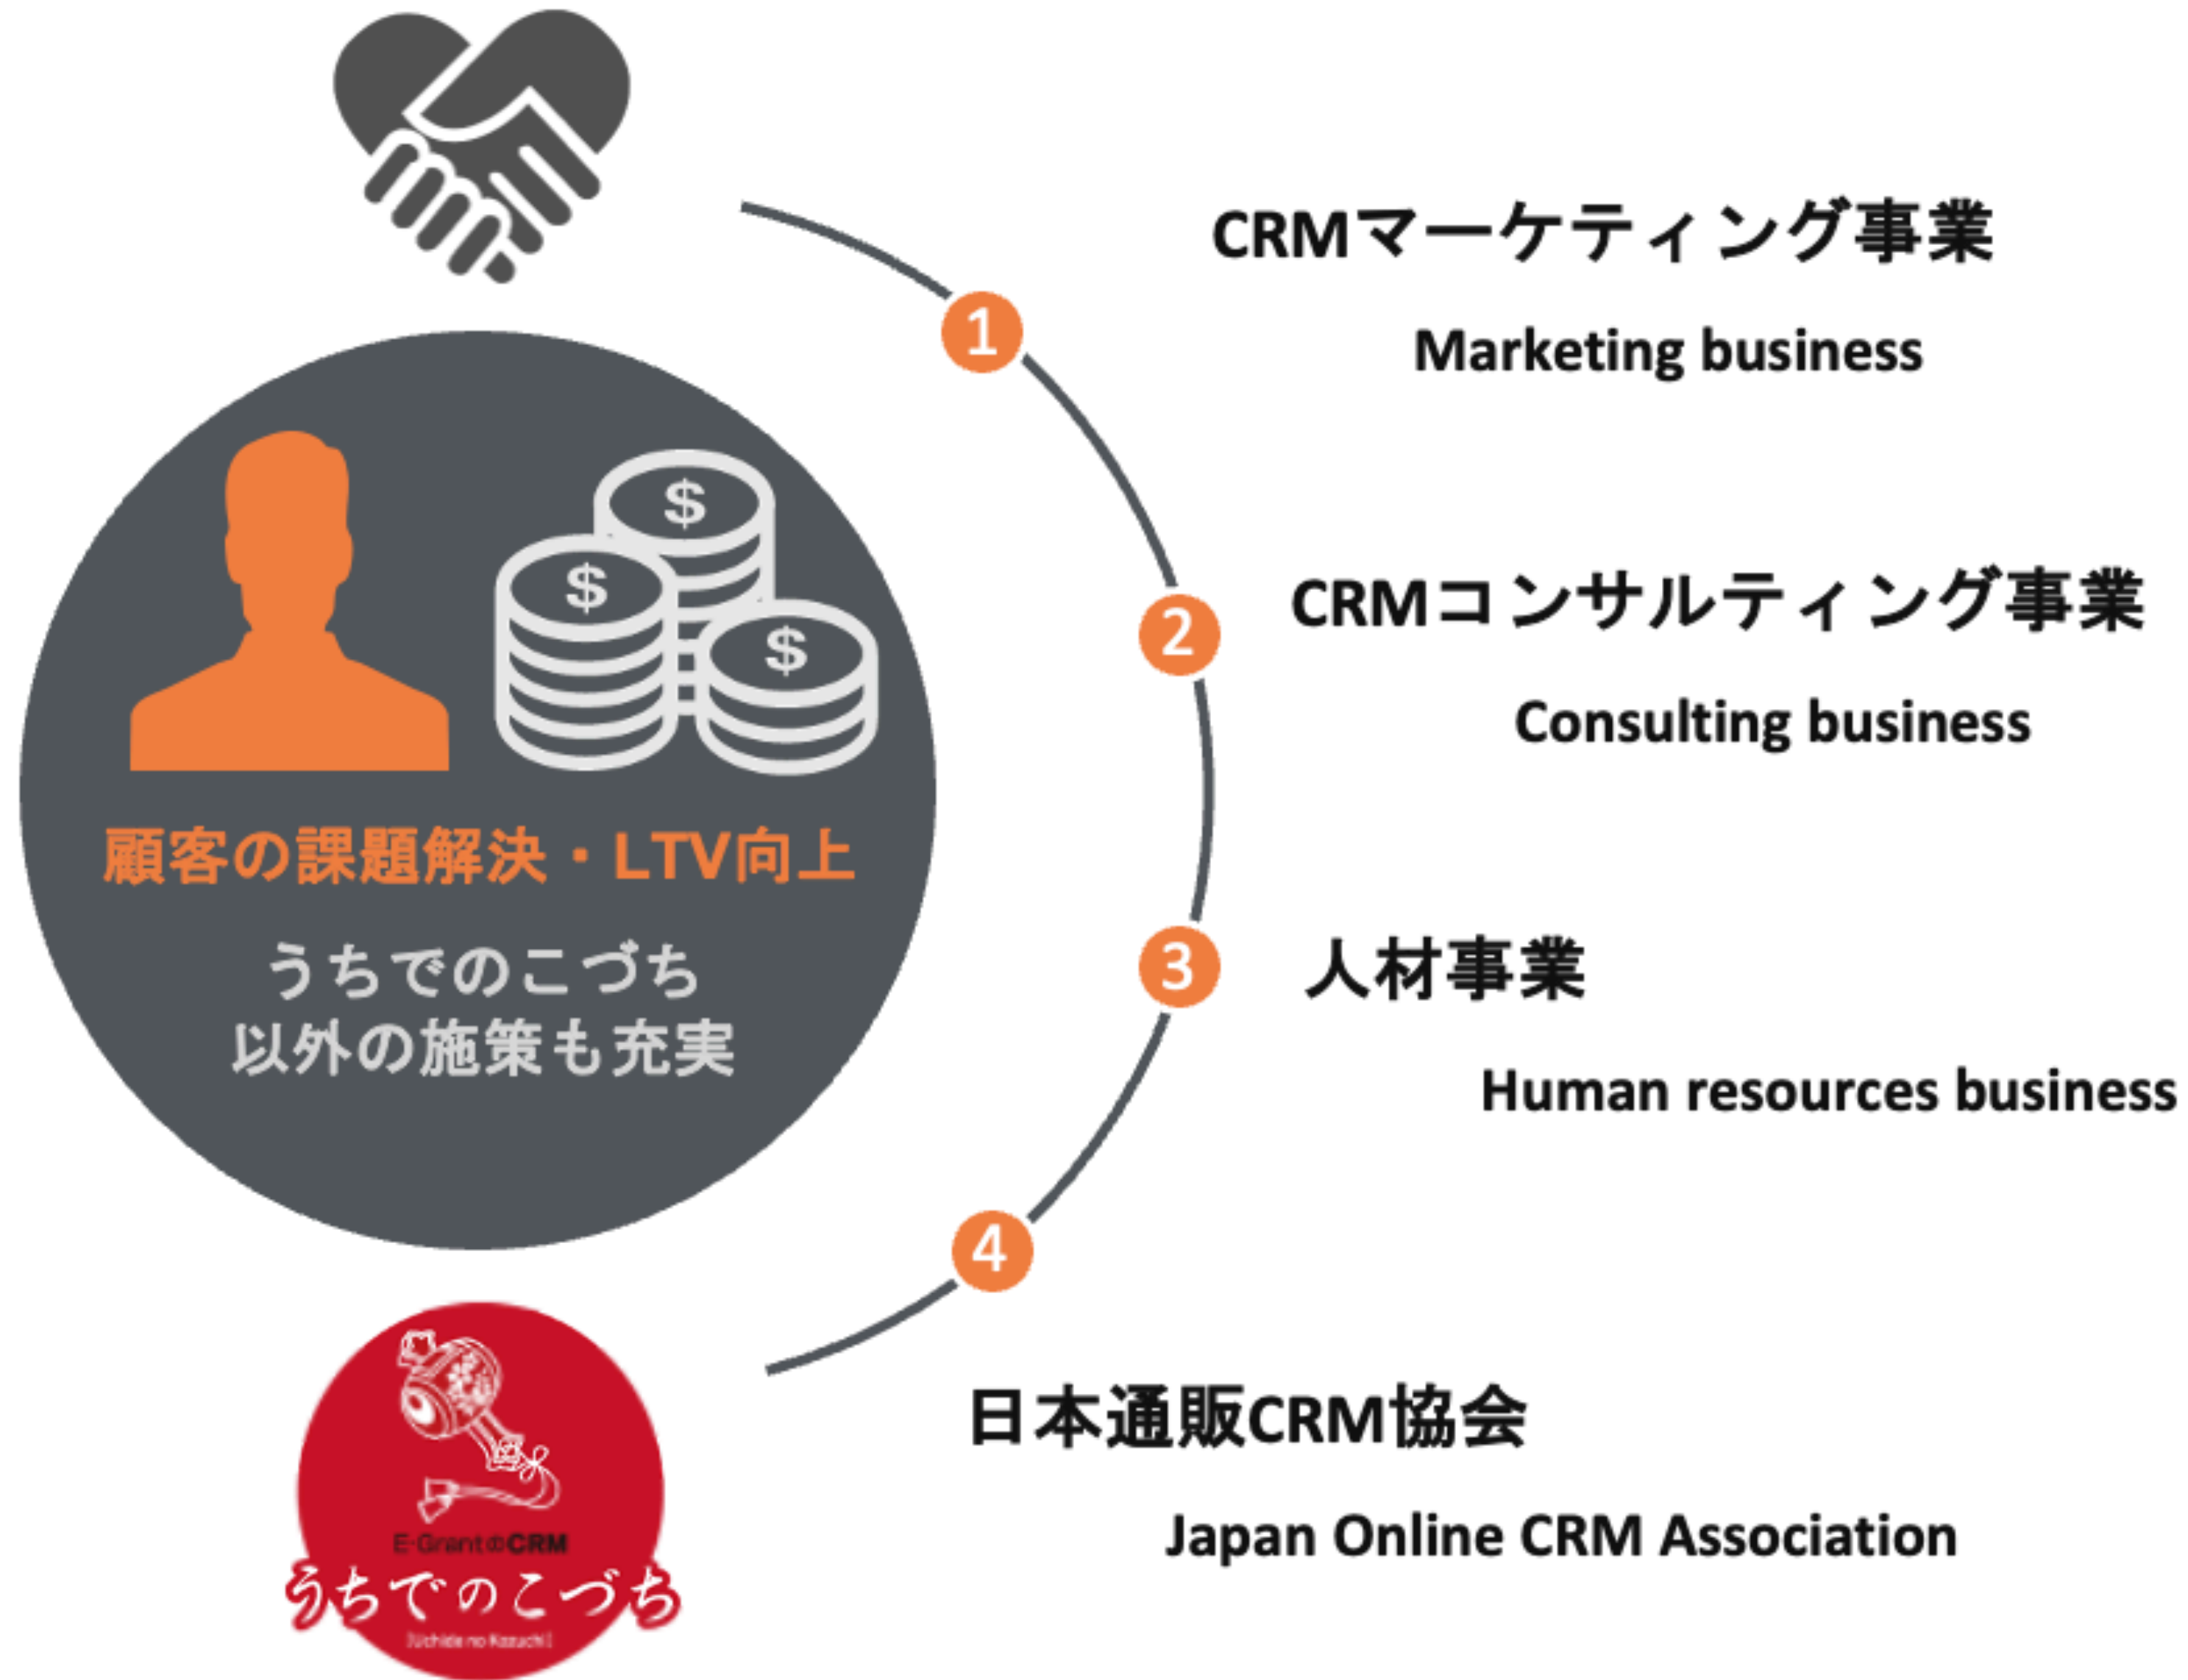 1
CRMマーケティング事業
Marketing business
2
CRMコンサルティング事業
Consulting business
3
人材事業
Human resources business
4
日本通販CRM協会
Japan Online CRM Association
$
$
$
顧客の課題解決・LTV向上
うちでのこづち
以外の施策も充実
E-GrantのCRM
うちでのこづち
[Uchide no Kozuchi]